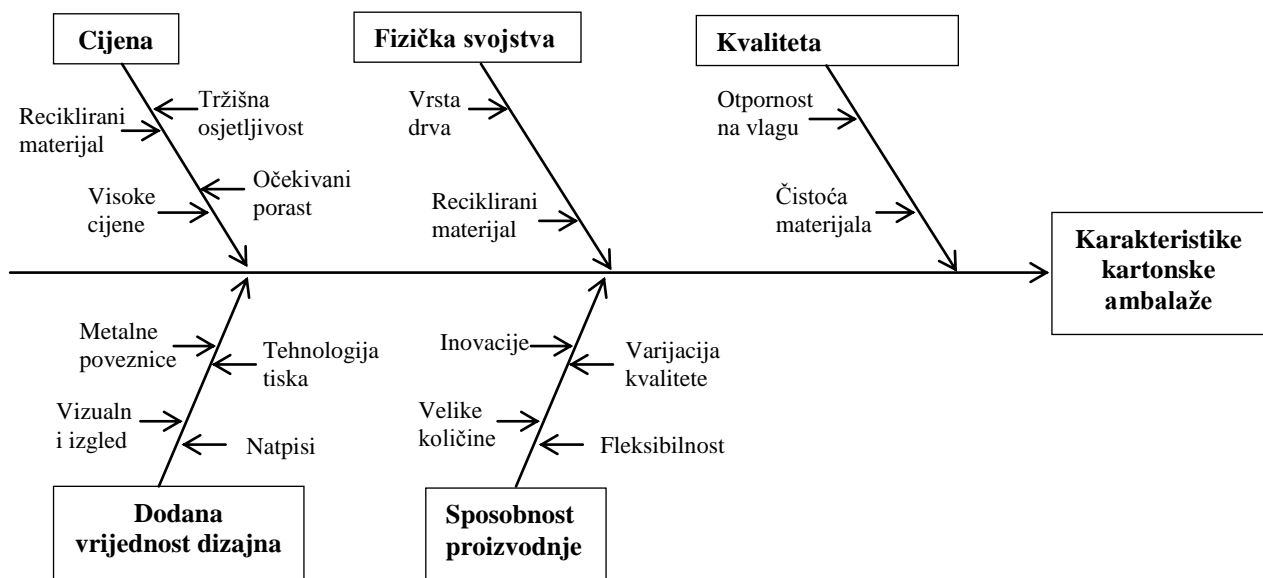 Cijena
Fizička svojstva
Kvaliteta
Tržišna
osjetljivost
Reciklirani
materijal
Očekivani
porast
Visoke
cijene
Vrsta
drva
Reciklirani
materijal
Otpornost
na vlagu
Čistoća
materijala
Karakteristike
kartonske
ambalaže
Metalne
poveznice
Tehnologija
tiska
Vizualn
i izgled
Natpisi
Inovacije
Varijacija
kvalitete
Velike
količine
Fleksibilnost
Dodana
vrijednost dizajna
Sposobnost
proizvodnje